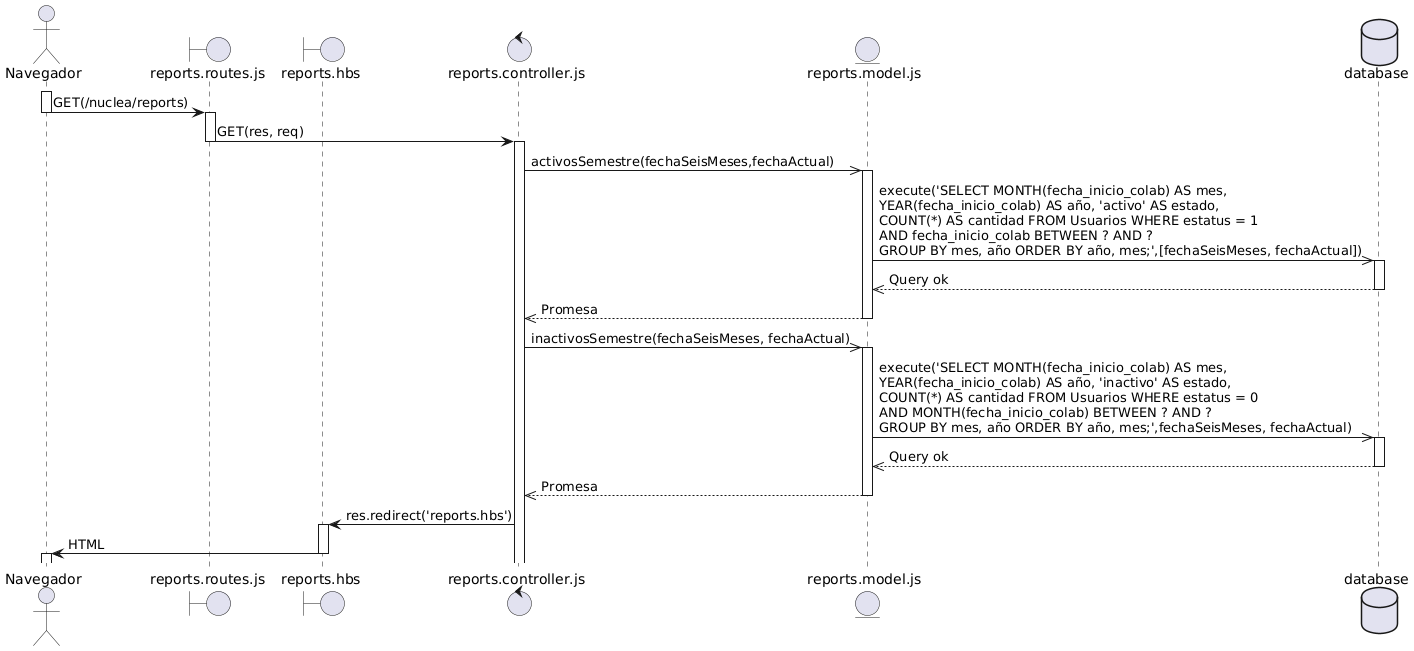 Navegador
reports.routes.js
reports.hbs
reports.controller.js
reports.model.js
database
GET(/nuclea/reports)
GET(res, req)
activosSemestre(fechaSeisMeses,fechaActual)
execute('SELECT MONTH(fecha_inicio_colab) AS mes,
YEAR(fecha_inicio_colab) AS año, 'activo' AS estado,
COUNT(*) AS cantidad FROM Usuarios WHERE estatus = 1
AND fecha_inicio_colab BETWEEN ? AND ?
GROUP BY mes, año ORDER BY año, mes;',[fechaSeisMeses, fechaActual])
Query ok
Promesa
inactivosSemestre(fechaSeisMeses, fechaActual)
execute('SELECT MONTH(fecha_inicio_colab) AS mes,
YEAR(fecha_inicio_colab) AS año, 'inactivo' AS estado,
COUNT(*) AS cantidad FROM Usuarios WHERE estatus = 0
AND MONTH(fecha_inicio_colab) BETWEEN ? AND ?
GROUP BY mes, año ORDER BY año, mes;',fechaSeisMeses, fechaActual)
Query ok
Promesa
res.redirect('reports.hbs')
HTML
Navegador
reports.routes.js
reports.hbs
reports.controller.js
reports.model.js
database